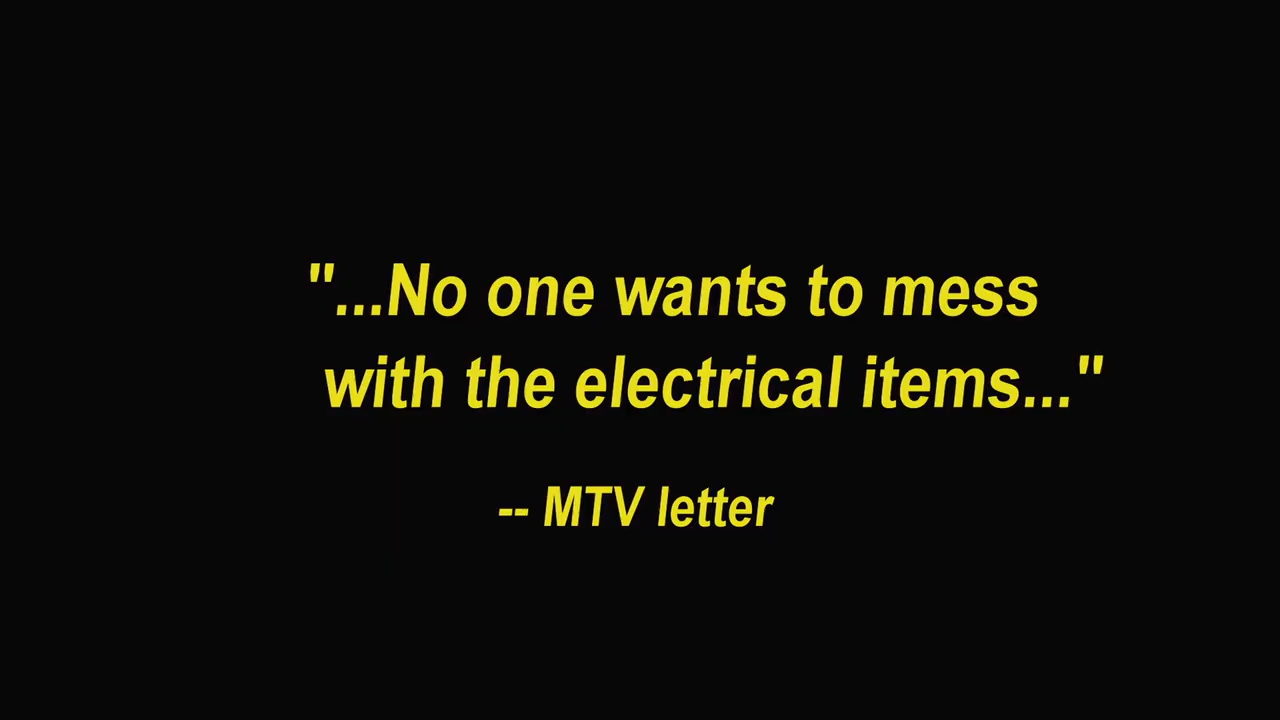 "...No one wants to mess
with the electrical items..."
-- MTV letter